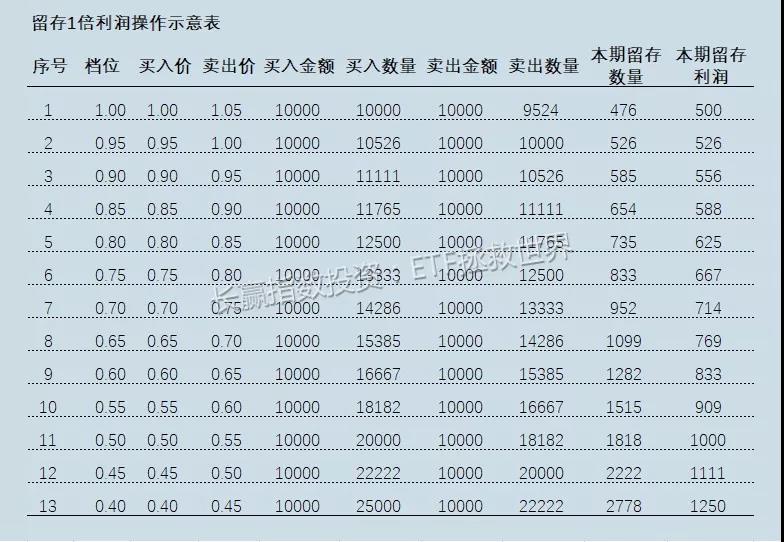 留存1倍利润操作示意表
序号 档位 买入价 卖出价 买入金额 买入数量 卖出金额 卖出数量 本期留存数量 本期留存利润
1 1.00 1.00 1.05 10000 10000 10000 9524 476 500
2 0.95 0.95 1.00 10000 10526 10000 10000 526 526
3 0.90 0.90 0.95 10000 11111 10000 10526 585 556
4 0.85 0.85 0.90 10000 11765 10000 11111 654 588
5 0.80 0.80 0.85 10000 12500 10000 11765 735 625
6 0.75 0.75 0.80 10000 13333 10000 12500 833 667
7 0.70 0.70 0.75 10000 14286 10000 13333 952 714
8 0.65 0.65 0.70 10000 15385 10000 14286 1099 769
9 0.60 0.60 0.65 10000 16667 10000 15385 1282 833
10 0.55 0.55 0.60 10000 18182 10000 16667 1515 909
11 0.50 0.50 0.55 10000 20000 10000 18182 1818 1000
12 0.45 0.45 0.50 10000 22222 10000 20000 2222 1111
13 0.40 0.40 0.45 10000 25000 10000 22222 2778 1250
长赢指数投资 ETF拯救世界